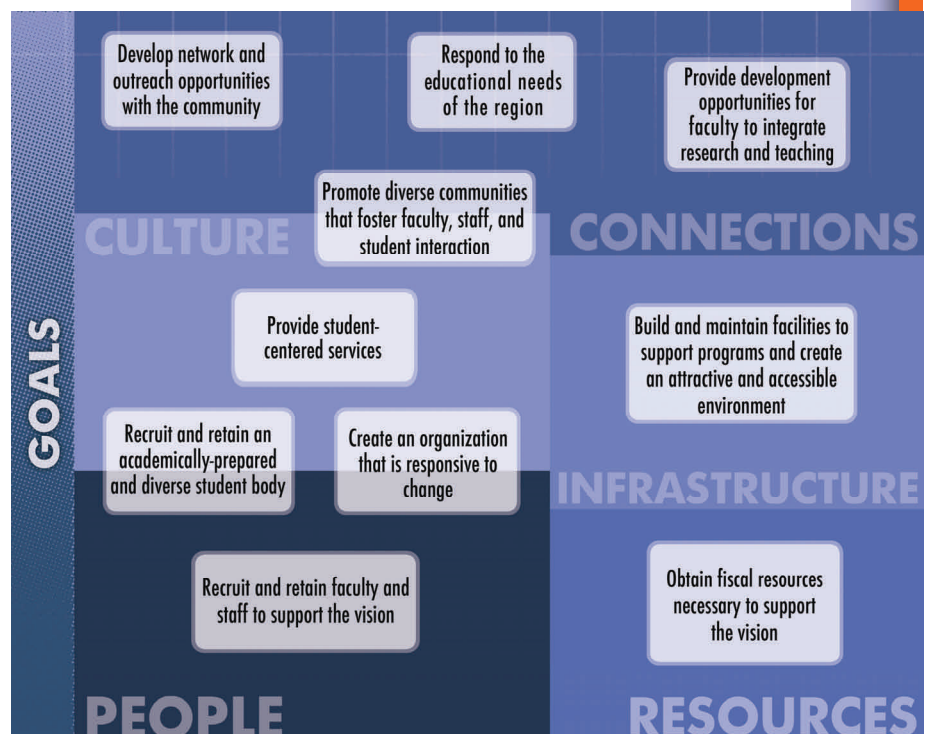 Develop network and
outreach opportunities
with the community
Respond to the
educational needs
of the region
Provide development
opportunities for
faculty to integrate
research and teaching
Promote diverse communities
that foster faculty, staff, and
student interaction
CULTURE
CONNECTIONS
Provide student-
centered services
Build and maintain facilities to
support programs and create
an attractive and accessible
environment
GOALS
Recruit and retain an
academically-prepared
and diverse student body
Create an organization
that is responsive to
change
INFRASTRUCTURE
Recruit and retain faculty and
staff to support the vision
Obtain fiscal resources
necessary to support
the vision
PEOPLE
RESOURCES